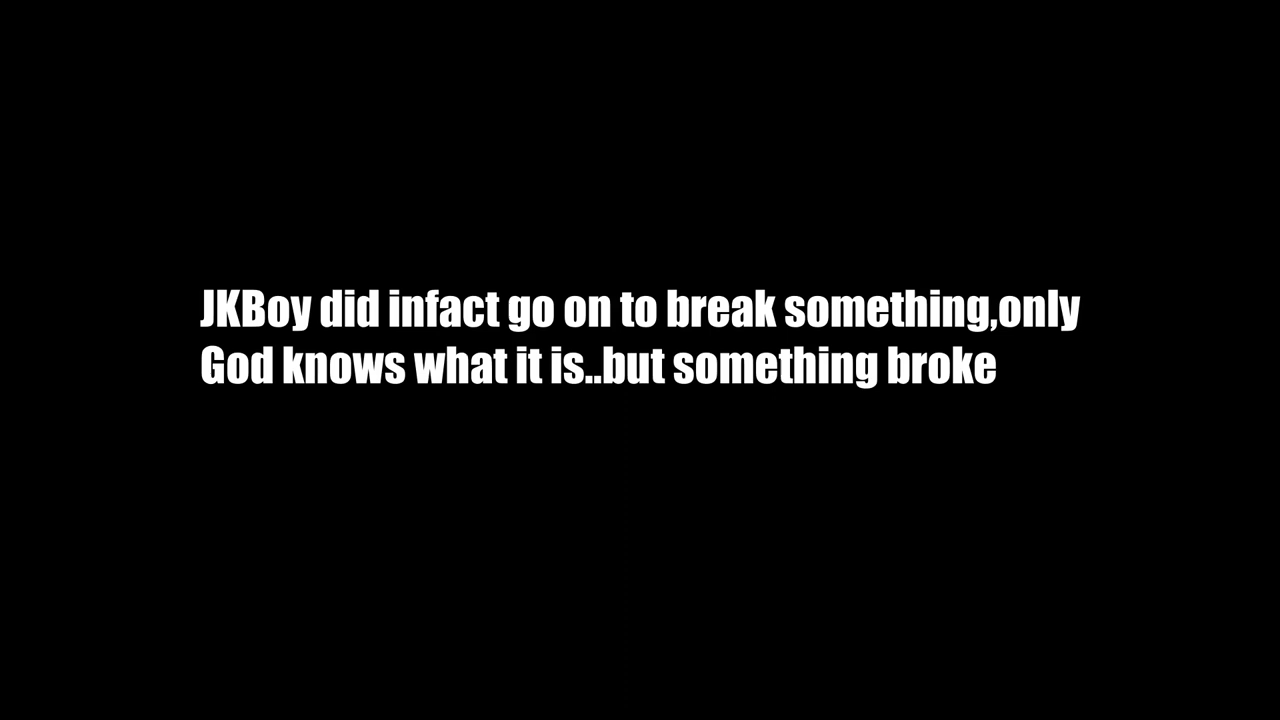 JKBoy did infact go on to break something,only
God knows what it is..but something broke